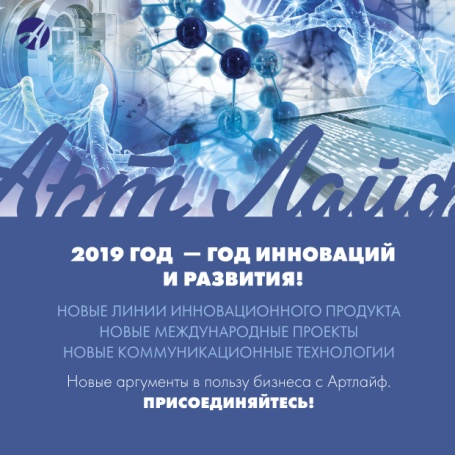 Арт Лайф
2019 ГОД — ГОД ИННОВАЦИЙ
И РАЗВИТИЯ!
НОВЫЕ ЛИНИИ ИННОВАЦИОННОГО ПРОДУКТА
НОВЫЕ МЕЖДУНАРОДНЫЕ ПРОЕКТЫ
НОВЫЕ КОММУНИКАЦИОННЫЕ ТЕХНОЛОГИИ
Новые аргументы в пользу бизнеса с Артлайф.
ПРИСОЕДИНЯЙТЕСЬ!